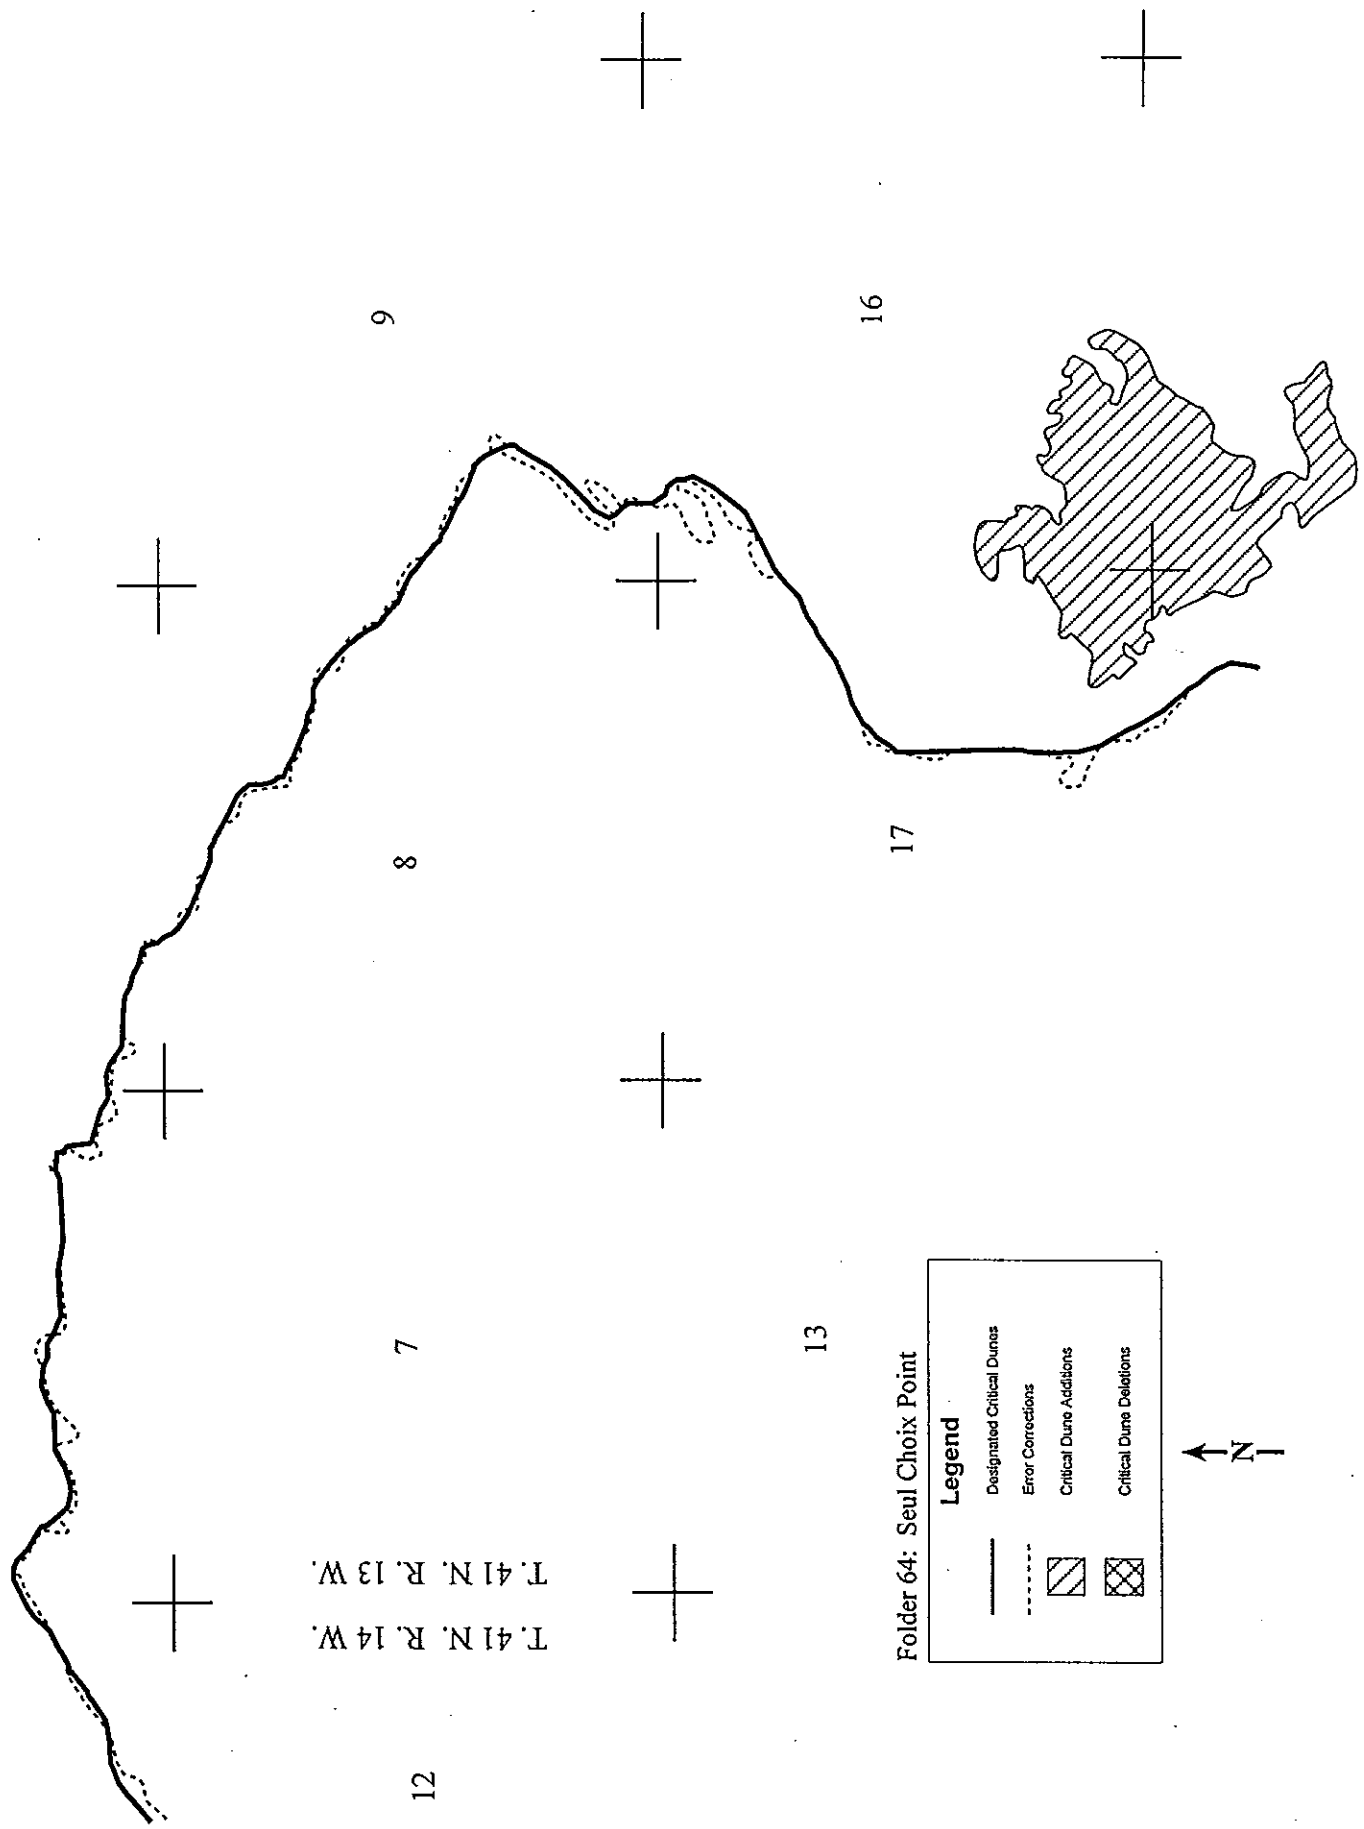 9
16
8
17
7
13
12
T. 41 N. R. 14 W.
T. 41 N. R. 13 W.
Folder 64: Seul Choix Point
Legend
Designated Critical Dunes
Error Corrections
Critical Dune Additions
Critical Dune Deletions
N